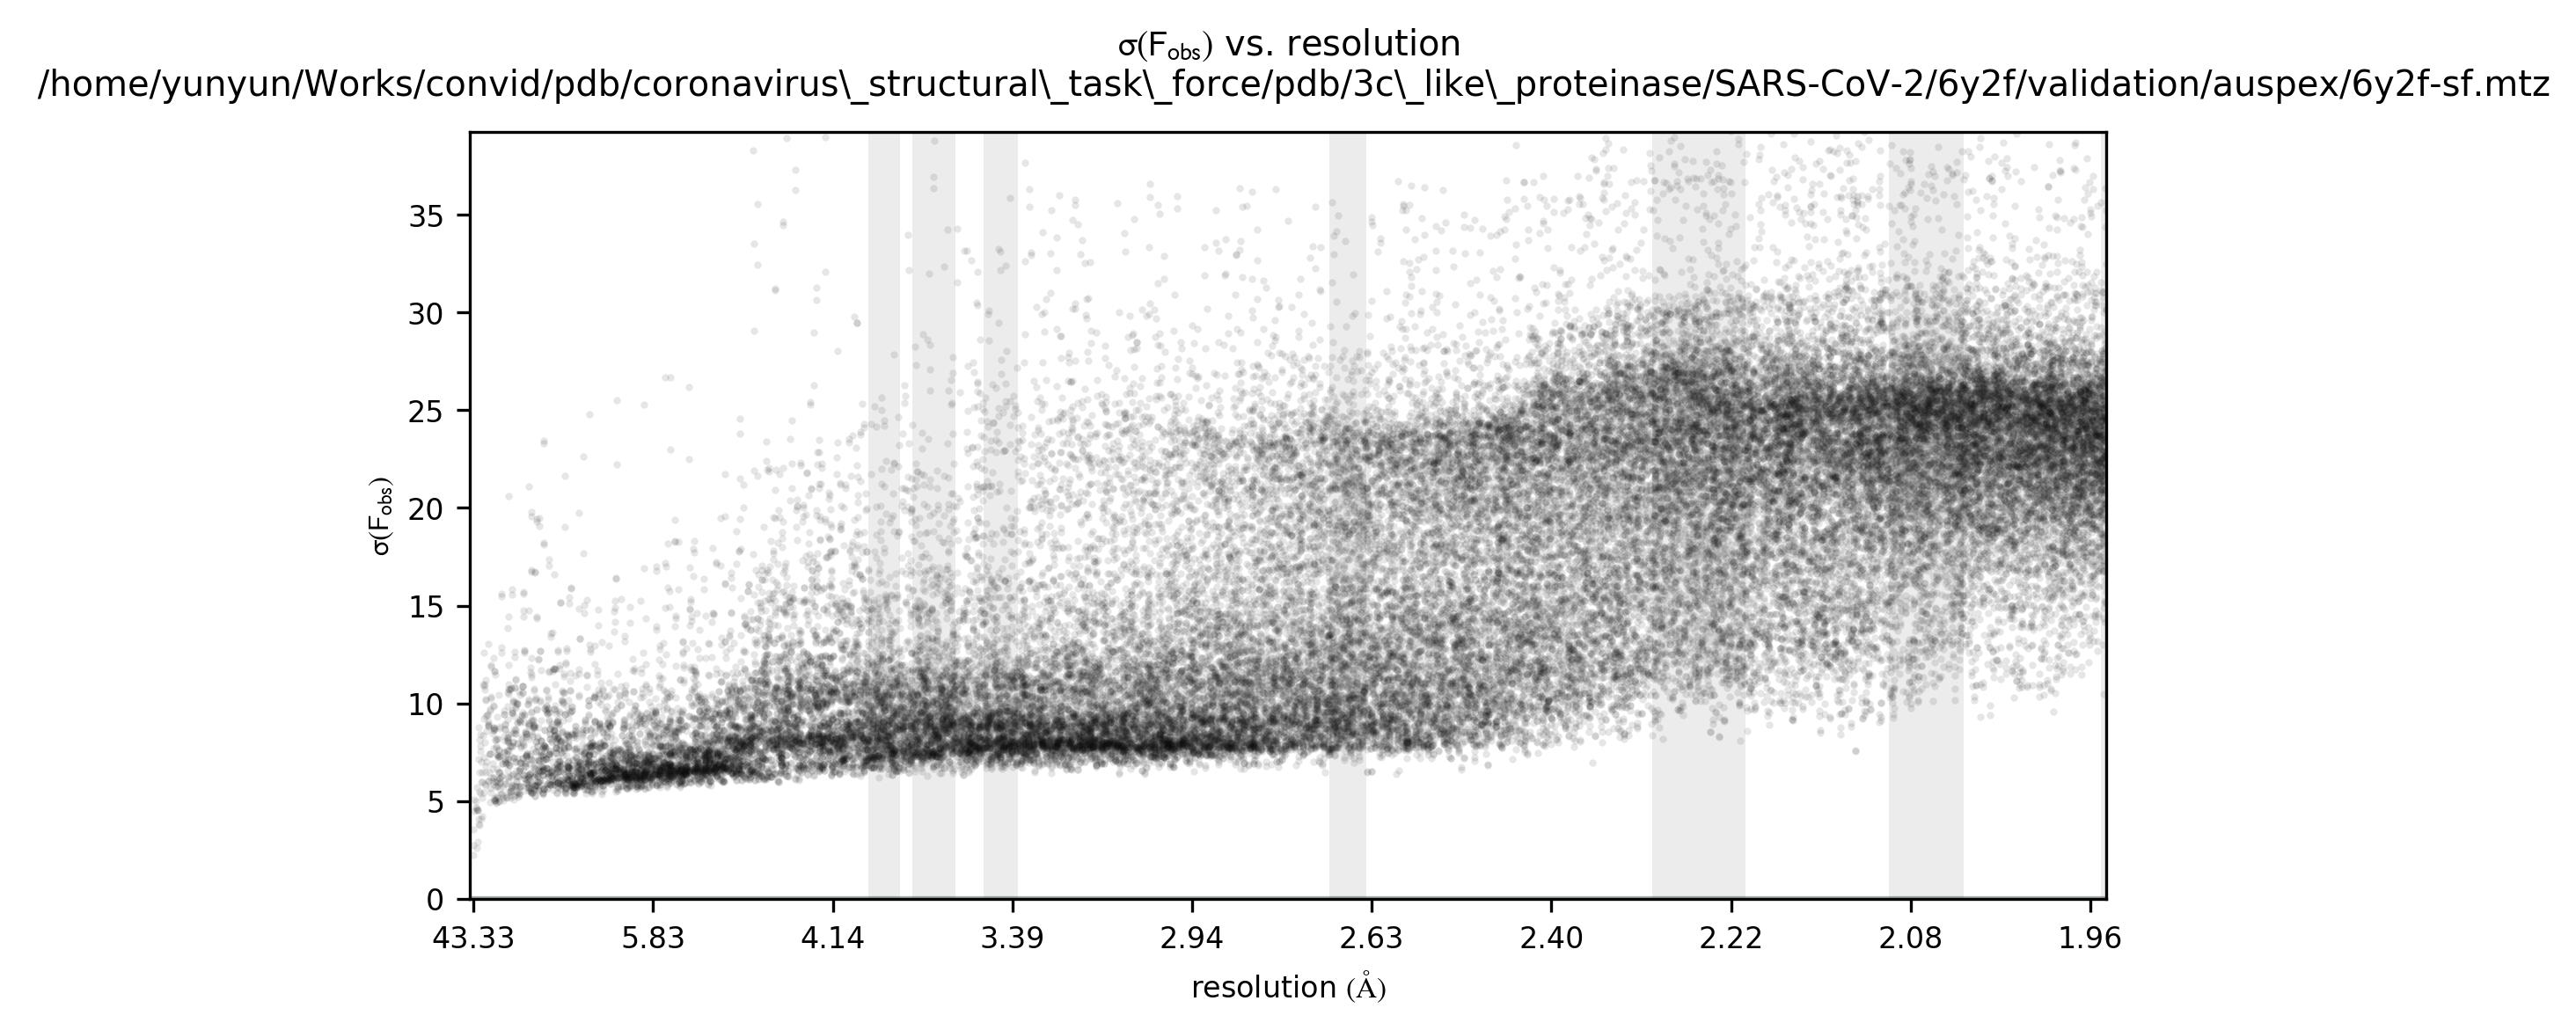 σ(F_obs) vs. resolution
/home/yunyun/Works/convid/pdb/coronavirus\_structural\_task\_force/pdb/3c\_like\_proteinase/SARS-CoV-2/6y2f/validation/auspex/6y2f-sf.mtz
σ(F_obs)
35
30
25
20
15
10
5
0
43.33 5.83 4.14 3.39 2.94 2.63 2.40 2.22 2.08 1.96
resolution (Å)